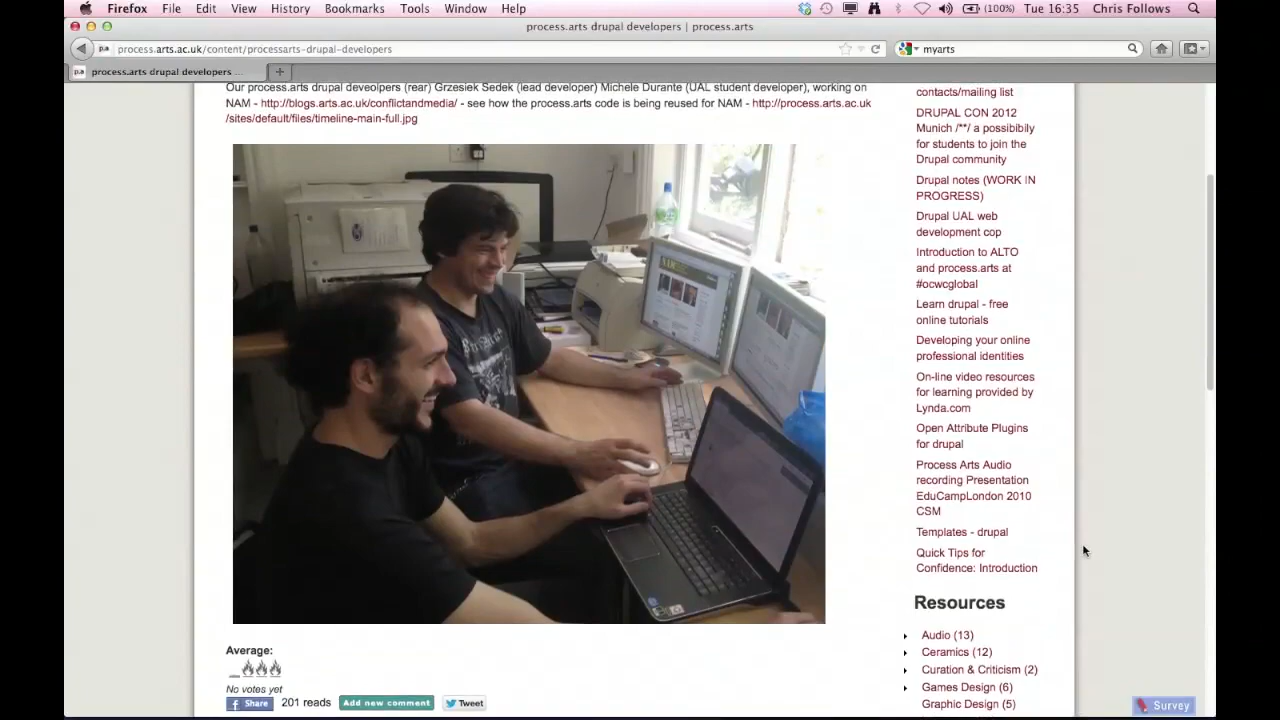 Firefox File Edit View History Bookmarks Tools Window Help (100%) Tue 16:35 Chris Follows
process.arts drupal developers | process.arts
process.arts.ac.uk/content/processarts-drupal-developers
myarts
process.arts drupal developers ...
Our process.arts drupal deveolpers (rear) Grzesiek Sedek (lead developer) Michele Durante (UAL student developer), working on
NAM - http://blogs.arts.ac.uk/conflictandmedia/ - see how the process.arts code is being reused for NAM - http://process.arts.ac.uk
/sites/default/files/timeline-main-full.jpg
Average:
No votes yet
Share 201 reads Add new comment Tweet
contacts/mailing list
DRUPAL CON 2012
Munich /**/ a possibibily
for students to join the
Drupal community
Drupal notes (WORK IN
PROGRESS)
Drupal UAL web
development cop
Introduction to ALTO
and process.arts at
#ocwcglobal
Learn drupal - free
online tutorials
Developing your online
professional identities
On-line video resources
for learning provided by
Lynda.com
Open Attribute Plugins
for drupal
Process Arts Audio
recording Presentation
EduCampLondon 2010
CSM
Templates - drupal
Quick Tips for
Confidence: Introduction
Resources
Audio (13)
Ceramics (12)
Curation & Criticism (2)
Games Design (6)
Graphic Design (5)
Survey